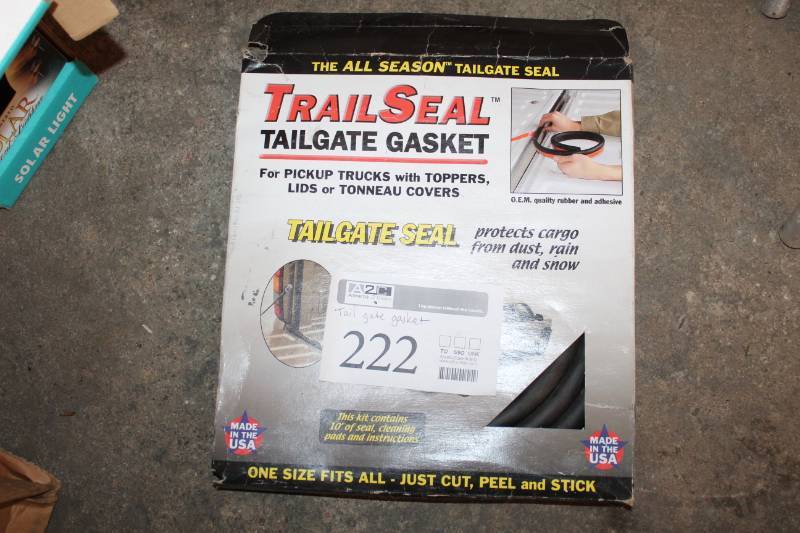 THE ALL SEASON™ TAILGATE SEAL
TRAILSEAL™
TAILGATE GASKET
For PICKUP TRUCKS with TOPPERS,
LIDS or TONNEAU COVERS
O.E.M. quality rubber and adhesive
TAILGATE SEAL
protects cargo
from dust, rain
and snow
A2H
Tail gate gasket
222
This kit contains
10' of seal, cleaning
pads and instructions
MADE
IN THE
USA
MADE
IN THE
USA
ONE SIZE FITS ALL - JUST CUT, PEEL and STICK
SOLAR LIGHT